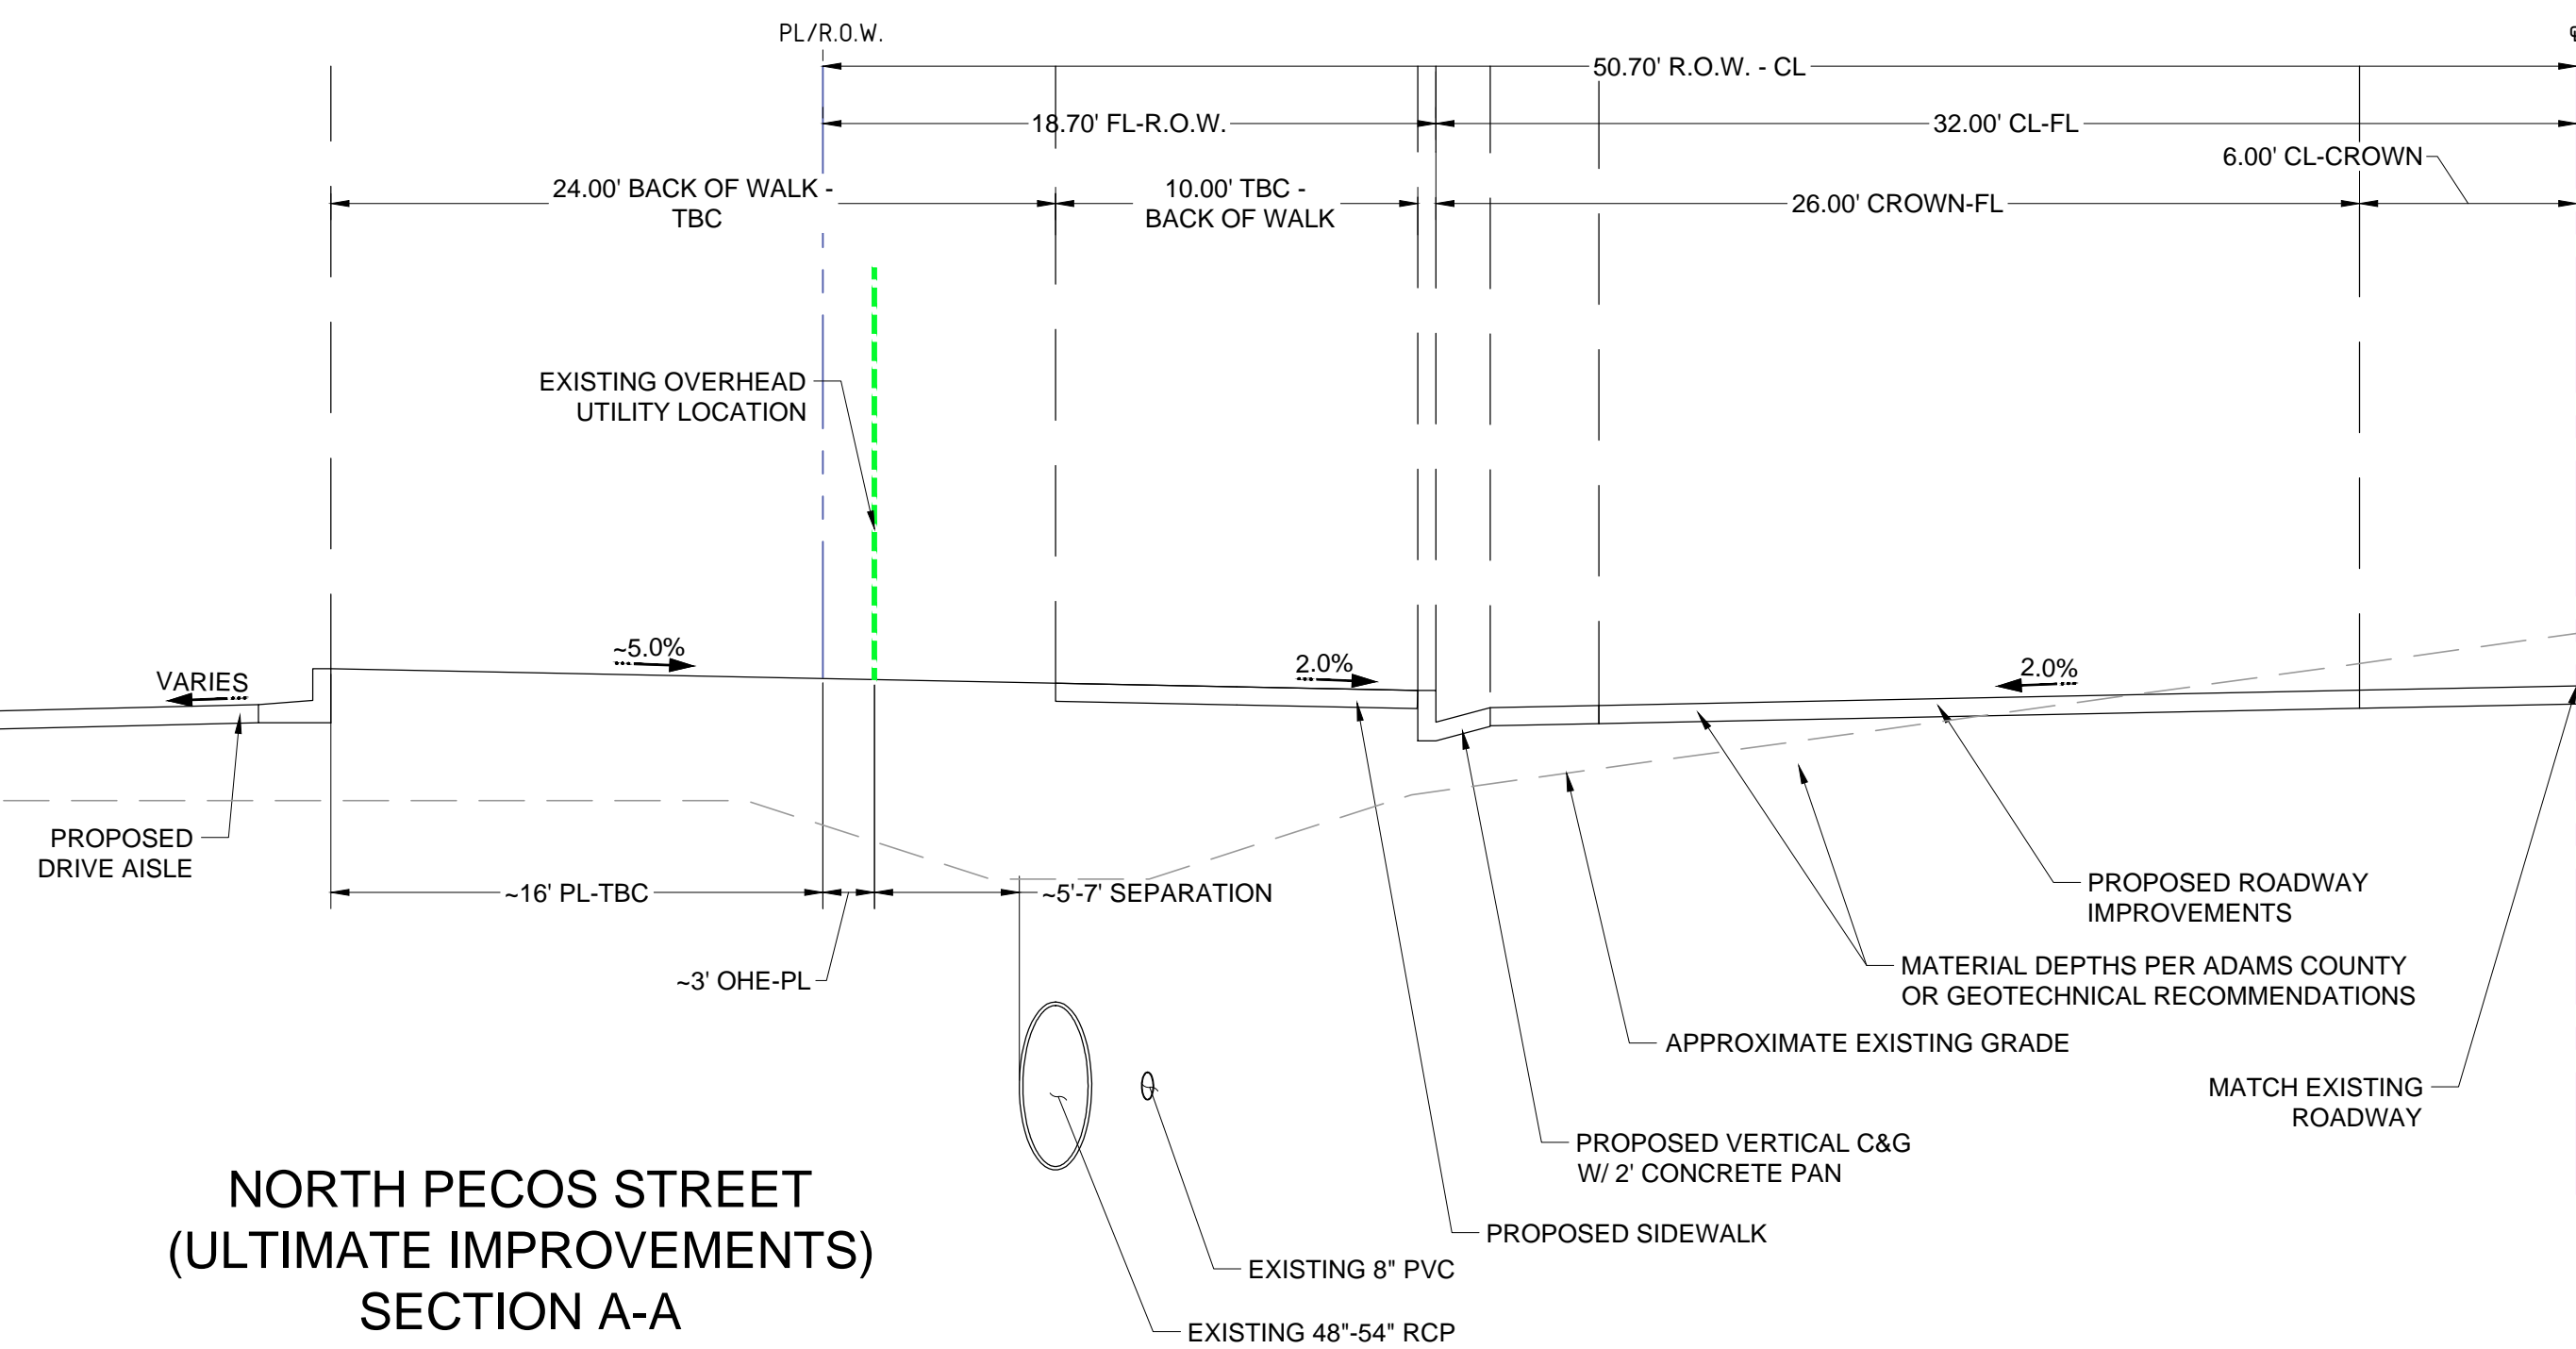 PL/R.O.W.
50.70' R.O.W. - CL
18.70' FL-R.O.W.
32.00' CL-FL
6.00' CL-CROWN
24.00' BACK OF WALK -
TBC
10.00' TBC -
BACK OF WALK
26.00' CROWN-FL
EXISTING OVERHEAD
UTILITY LOCATION
~5.0%
2.0%
2.0%
VARIES
PROPOSED
DRIVE AISLE
~16' PL-TBC
~5'-7' SEPARATION
~3' OHE-PL
PROPOSED ROADWAY
IMPROVEMENTS
MATERIAL DEPTHS PER ADAMS COUNTY
OR GEOTECHNICAL RECOMMENDATIONS
APPROXIMATE EXISTING GRADE
MATCH EXISTING
ROADWAY
PROPOSED VERTICAL C&G
W/ 2' CONCRETE PAN
PROPOSED SIDEWALK
EXISTING 8" PVC
EXISTING 48"-54" RCP
NORTH PECOS STREET
(ULTIMATE IMPROVEMENTS)
SECTION A-A